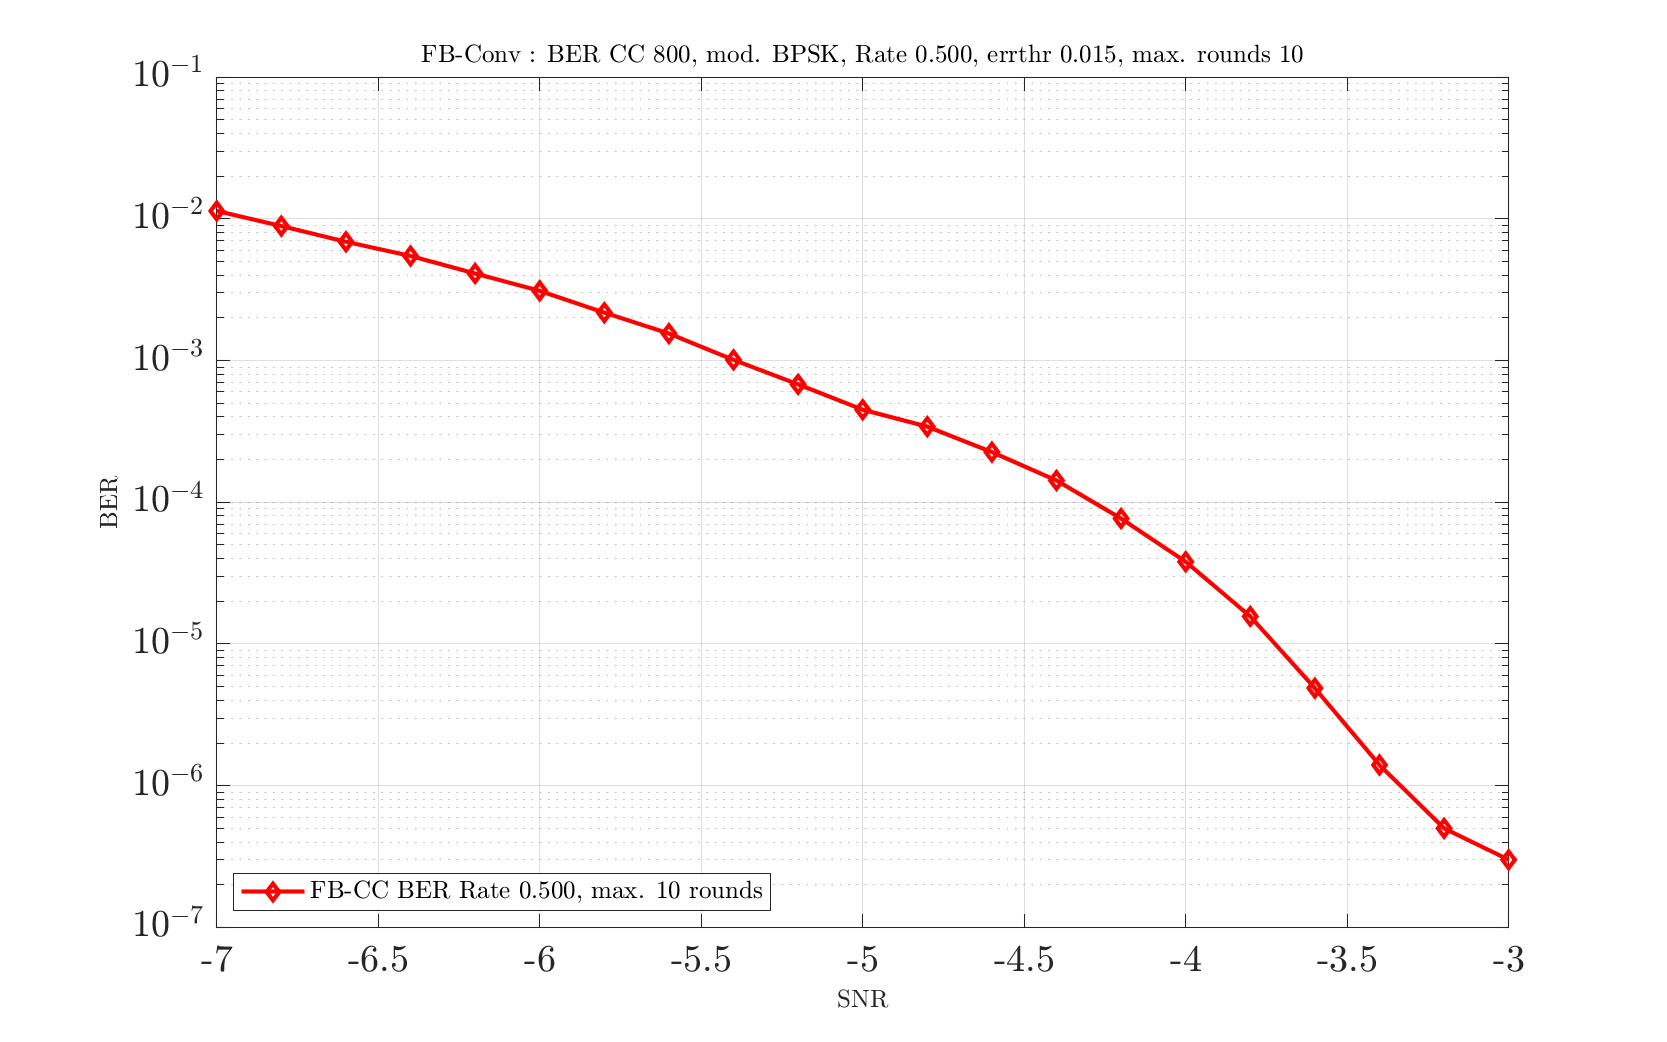 FB-Conv : BER CC 800, mod. BPSK, Rate 0.500, errthr 0.015, max. rounds 10
10⁻¹
10⁻²
10⁻³
10⁻⁴
10⁻⁵
10⁻⁶
10⁻⁷
BER
FB-CC BER Rate 0.500, max. 10 rounds
-7 -6.5 -6 -5.5 -5 -4.5 -4 -3.5 -3
SNR